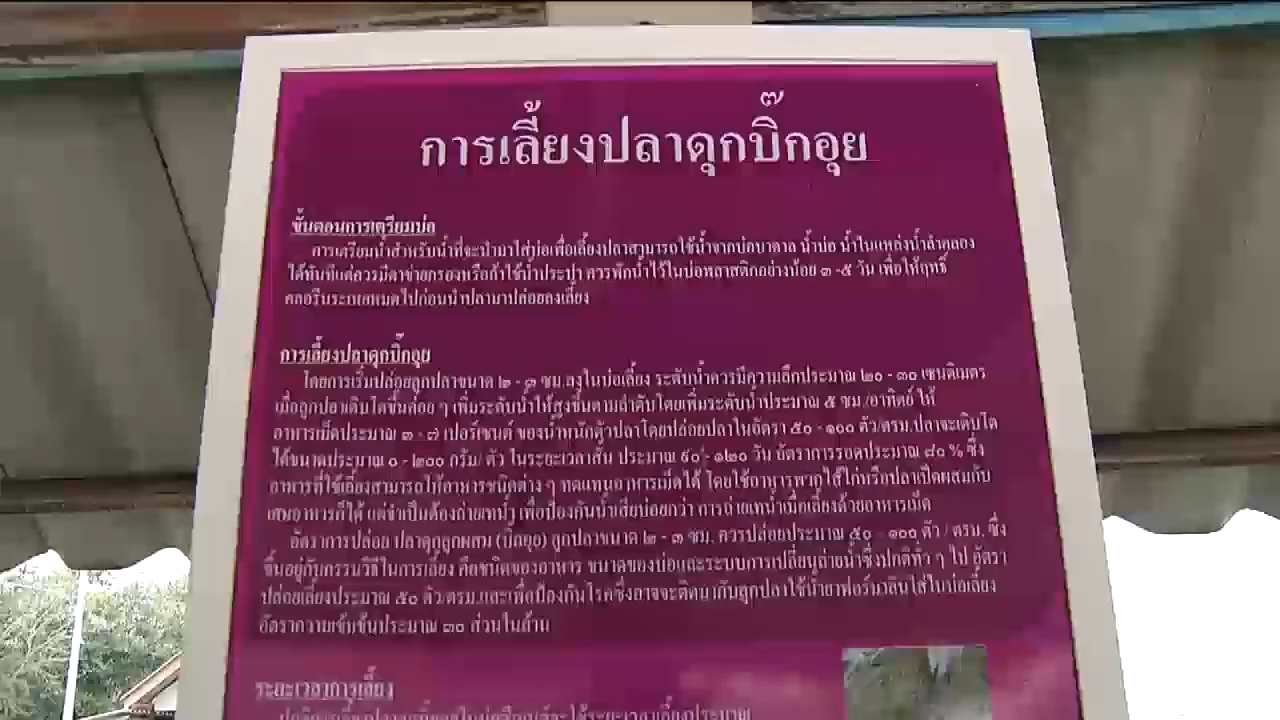 การเลี้ยงปลาดุกบิ๊กอุย
ขั้นตอนการเตรียมบ่อ
การเตรียมน้ำสำหรับน้ำที่จะนำมาใส่บ่อเพื่อเลี้ยงปลาสามารถใช้น้ำจากบ่อบาดาล น้ำบ่อ น้ำในแหล่งน้ำลำคลอง
ได้ทันทีแต่ควรมีตาข่ายกรองหรือถ้าใช้น้ำประปา ควรพักน้ำไว้ในบ่อพลาสติกอย่างน้อย ๓ -๕ วัน เพื่อให้ฤทธิ์
คลอรีนระเหยหมดไปก่อนนำปลามาปล่อยลงเลี้ยง
การเลี้ยงปลาดุกบิ๊กอุย
โดยการเริ่มปล่อยลูกปลาขนาด ๒ - ๓ ซม.ลงในบ่อเลี้ยง ระดับน้ำควรมีความลึกประมาณ ๒๐ - ๓๐ เซนติเมตร
เมื่อลูกปลาเติบโตขึ้นค่อย ๆ เพิ่มระดับน้ำให้สูงขึ้นตามลำดับโดยเพิ่มระดับน้ำประมาณ ๕ ซม./อาทิตย์ ให้
อาหารเม็ดประมาณ ๓ - ๗ เปอร์เซนต์ ของน้ำหนักตัวปลาโดยปล่อยปลาในอัตรา ๕๐ - ๑๐๐ ตัว/ตรม.ปลาจะเติบโต
ได้ขนาดประมาณ ๐ - ๒๐๐ กรัม/ ตัว ในระยะเวลาสั้น ประมาณ ๙๐ - ๑๒๐ วัน อัตราการรอดประมาณ ๘๐ % ซึ่ง
อาหารที่ใช้เลี้ยงสามารถให้อาหารชนิดต่าง ๆ ทดแทนอาหารเม็ดได้ โดยใช้อาหารพวกไส้ไก่หรือปลาเป็ดผสมกับ
เศษอาหารก็ได้ แต่จำเป็นต้องถ่ายเทน้ำ เพื่อป้องกันน้ำเสียบ่อยกว่า การถ่ายเทน้ำเมื่อเลี้ยงด้วยอาหารเม็ด
อัตราการปล่อย ปลาดุกลูกผสม (บิ๊กอุย) ลูกปลาขนาด ๒ - ๓ ซม. ควรปล่อยประมาณ ๕๐ - ๑๐๐ ตัว / ตรม. ซึ่ง
ขึ้นอยู่กับกรรมวิธีในการเลี้ยง คือชนิดของอาหาร ขนาดของบ่อและระบบการเปลี่ยนถ่ายน้ำซึ่งปกติทั่ว ๆ ไป อัตรา
ปล่อยเลี้ยงประมาณ ๕๐ ตัว/ตรม.และเพื่อป้องกันโรคซึ่งอาจจะติดมากับลูกปลาใช้น้ำยาฟอร์มาลินใส่ในบ่อเลี้ยง
อัตราความเข้มข้นประมาณ ๓๐ ส่วนในล้าน
ระยะเวลาการเลี้ยง